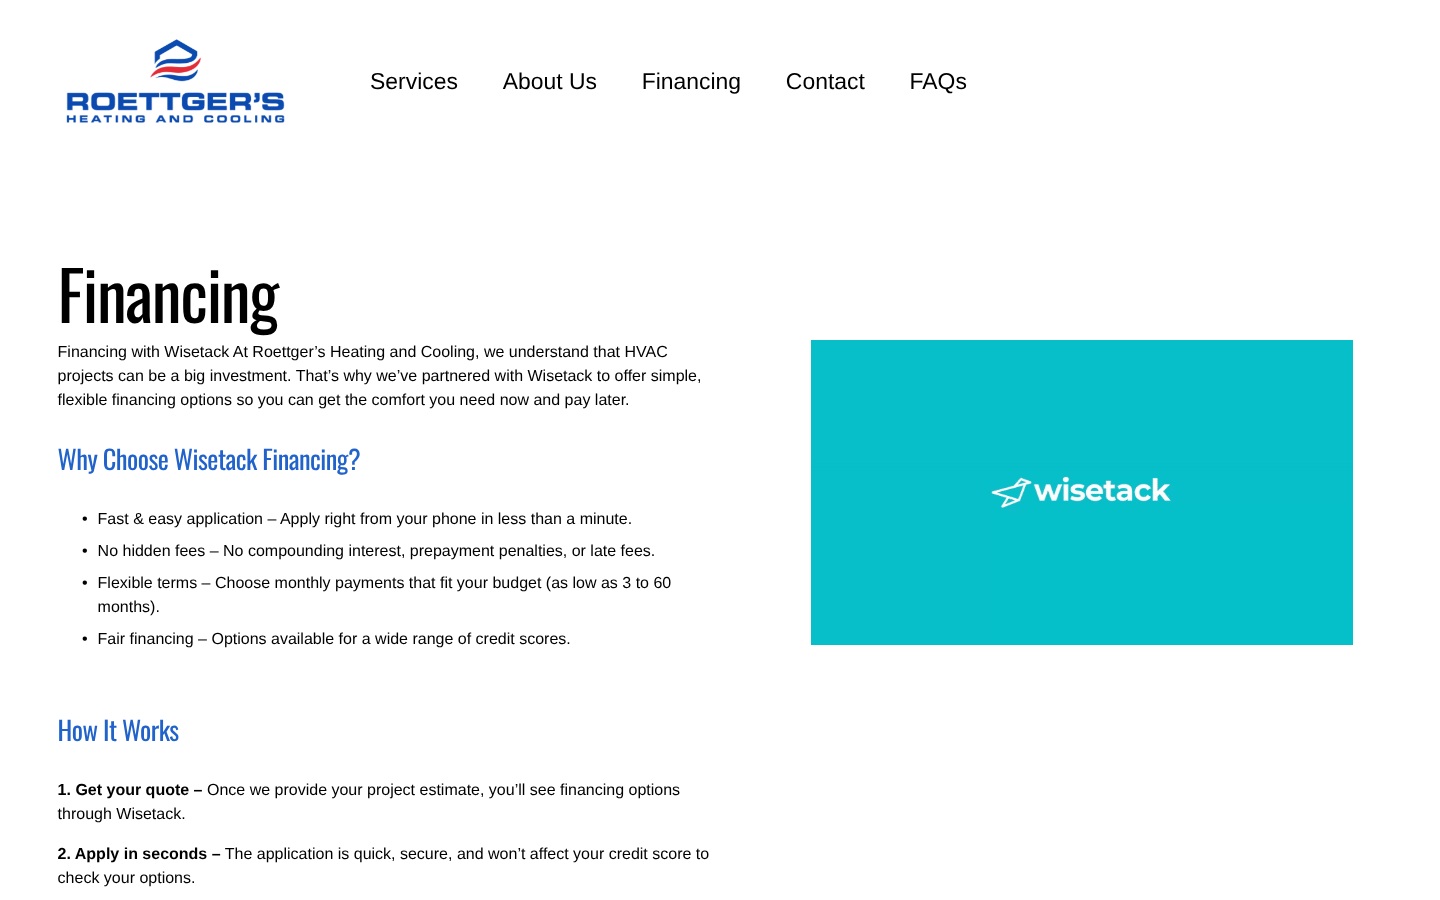 ROETTGER'S
HEATING AND COOLING
Services About Us Financing Contact FAQs
Financing
Financing with Wisetack At Roettger’s Heating and Cooling, we understand that HVAC
projects can be a big investment. That’s why we’ve partnered with Wisetack to offer simple,
flexible financing options so you can get the comfort you need now and pay later.
Why Choose Wisetack Financing?
• Fast & easy application – Apply right from your phone in less than a minute.
• No hidden fees – No compounding interest, prepayment penalties, or late fees.
• Flexible terms – Choose monthly payments that fit your budget (as low as 3 to 60
months).
• Fair financing – Options available for a wide range of credit scores.
wisetack
How It Works
1. Get your quote – Once we provide your project estimate, you’ll see financing options
through Wisetack.
2. Apply in seconds – The application is quick, secure, and won’t affect your credit score to
check your options.